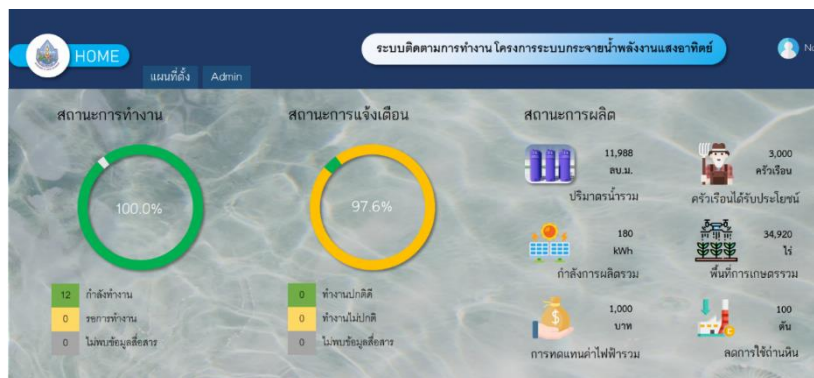 HOME
ระบบติดตามการทำงาน โครงการระบบกระจายน้ำพลังงานแสงอาทิตย์
แผนที่ตั้ง
Admin
สถานะการทำงาน
100.0%
12 กำลังทำงาน
0 รอการทำงาน
0 ไม่พบข้อมูลสื่อสาร
สถานะการแจ้งเตือน
97.6%
0 ทำงานปกติดี
0 ทำงานไม่ปกติ
0 ไม่พบข้อมูลสื่อสาร
สถานะการผลิต
11,988
ลบ.ม.
ปริมาตรน้ำรวม
3,000
ครัวเรือน
ครัวเรือนได้รับประโยชน์
180
kWh
กำลังการผลิตรวม
34,920
ไร่
พื้นที่การเกษตรรวม
1,000
บาท
การทดแทนค่าไฟฟ้ารวม
100
ตัน
ลดการใช้ถ่านหิน